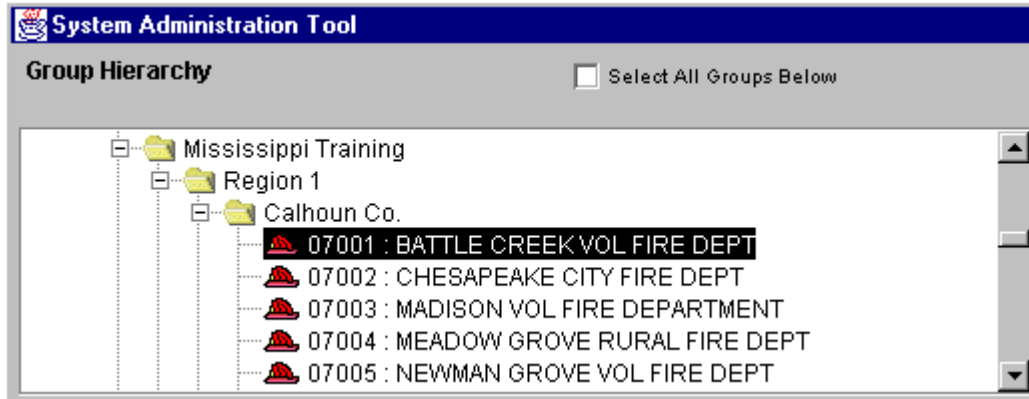 System Administration Tool
Group Hierarchy
Select All Groups Below
Mississippi Training
Region 1
Calhoun Co.
07001 : BATTLE CREEK VOL FIRE DEPT
07002 : CHESAPEAKE CITY FIRE DEPT
07003 : MADISON VOL FIRE DEPARTMENT
07004 : MEADOW GROVE RURAL FIRE DEPT
07005 : NEWMAN GROVE VOL FIRE DEPT